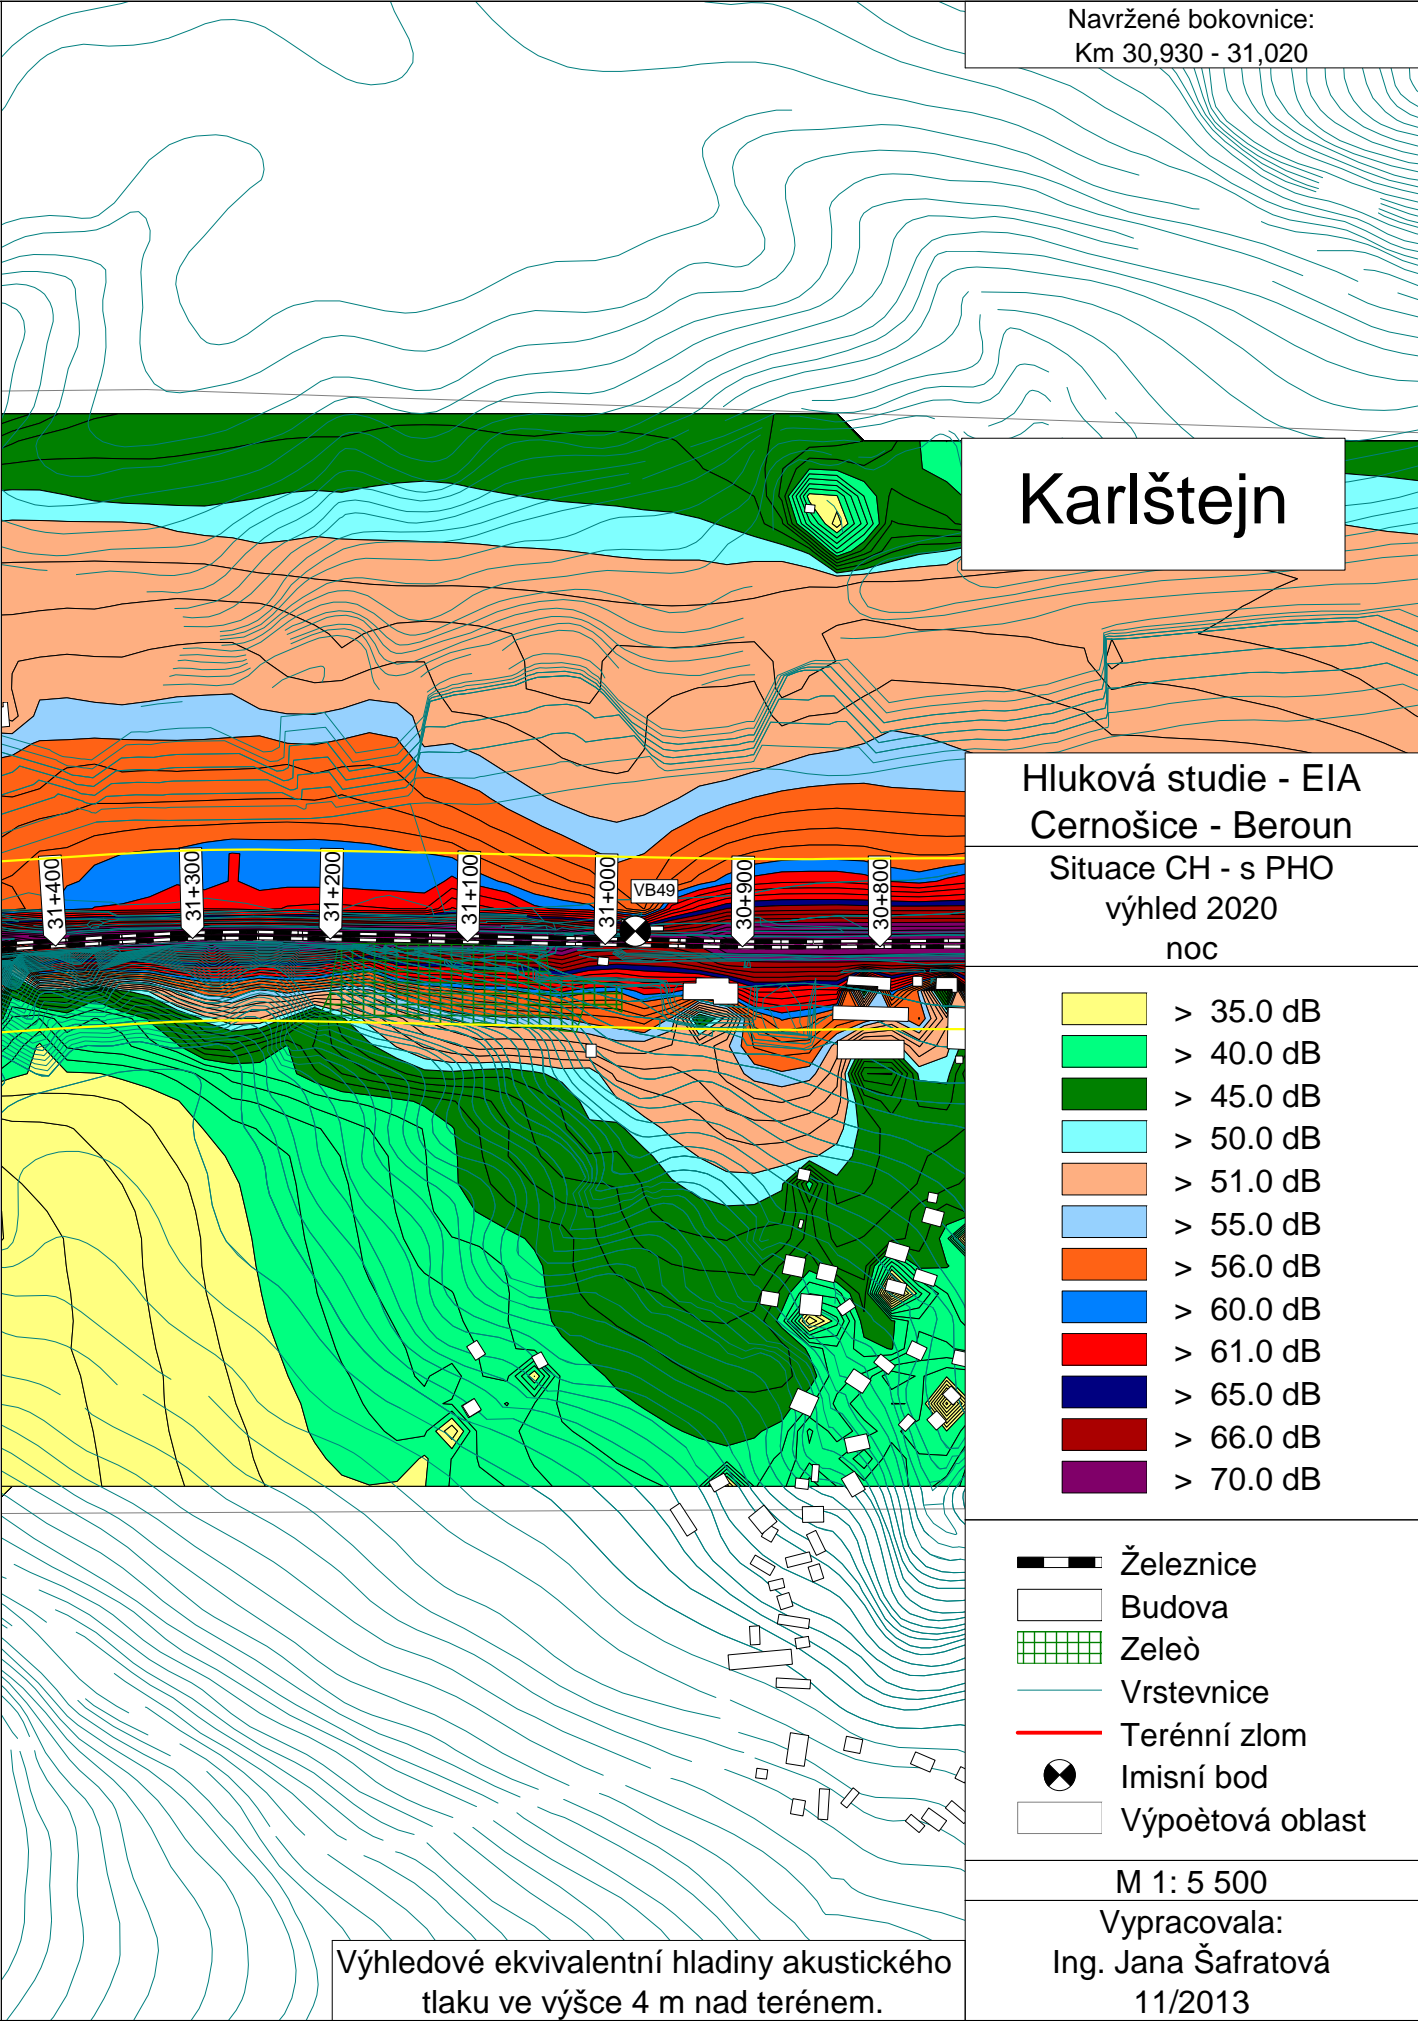 Navržené bokovnice:
Km 30,930 - 31,020
Karlštejn
Hluková studie - EIA
Cernošice - Beroun
Situace CH - s PHO
výhled 2020
noc
31+400
31+300
31+200
31+100
31+000
VB49
30+900
30+800
> 35.0 dB
> 40.0 dB
> 45.0 dB
> 50.0 dB
> 51.0 dB
> 55.0 dB
> 56.0 dB
> 60.0 dB
> 61.0 dB
> 65.0 dB
> 66.0 dB
> 70.0 dB
Železnice
Budova
Zeleò
Vrstevnice
Terénní zlom
Imisní bod
Výpoètová oblast
M 1: 5 500
Vypracovala:
Ing. Jana Šafratová
11/2013
Výhledové ekvivalentní hladiny akustického
tlaku ve výšce 4 m nad terénem.